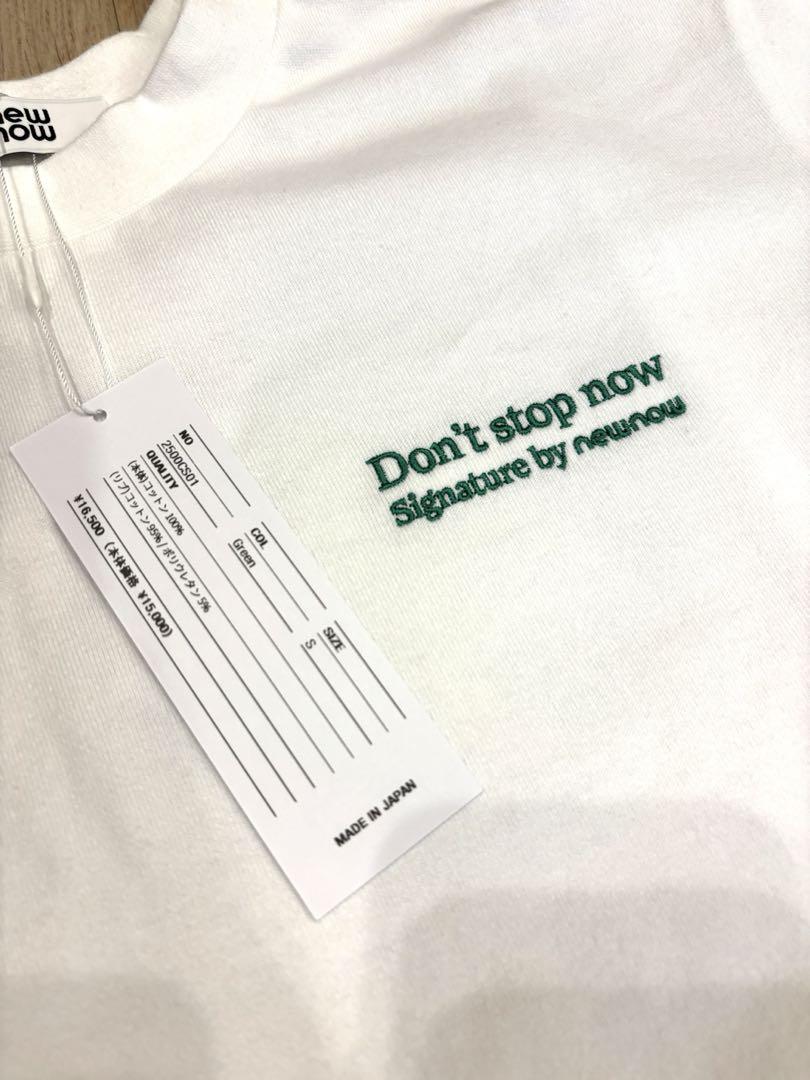 new
now
Don't stop now
Signature by newnow
NO
2500CS01
COL
Green
SIZE
S
QUALITY
(本体)コットン100%
(リブ)コットン95%/ポリウレタン5%
¥16,500 (本体価格 ¥15,000)
MADE IN JAPAN